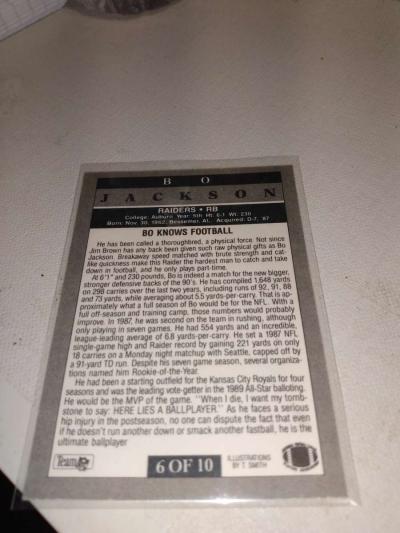 BO
JACKSON
RAIDERS • RB
College: Auburn Year: 5th Ht: 6-1 Wt: 230
Born: Nov. 30, 1962, Bessemer, AL Acquired: D-7, '87
BO KNOWS FOOTBALL
He has been called a thoroughbred, a physical force. Not since
Jim Brown has any back been given such raw physical gifts as Bo
Jackson. Breakaway speed matched with brute strength and cat-
like quickness make this Raider the hardest man to catch and take
down in football, and he only plays part-time.
At 6'1" and 230 pounds, Bo is indeed a match for the new bigger,
stronger defensive backs of the 90's. He has compiled 1,648 yards
on 298 carries over the last two years, including runs of 92, 91, 88
and 73 yards, while averaging about 5.5 yards-per-carry. That is ap-
proximately what a full season of Bo would be for the NFL. With a
full off-season and training camp, those numbers would probably
improve. In 1987, he was second on the team in rushing, although
only playing in seven games. He had 554 yards and an incredible,
league-leading average of 6.8 yards-per-carry. He set a 1987 NFL
single-game high and Raider record by gaining 221 yards on only
18 carries on a Monday night matchup with Seattle, capped off by
a 91-yard TD run. Despite his seven game season, several organiza-
tions named him Rookie-of-the-Year.
He had been a starting outfield for the Kansas City Royals for four
seasons and was the leading vote-getter in the 1989 All-Star balloting.
He would be the MVP of the game. "When I die, I want my tomb-
stone to say: HERE LIES A BALLPLAYER." As he faces a serious
hip injury in the postseason, no one can dispute the fact that even
if he doesn't run another down or smack another fastball, he is the
ultimate ballplayer
Team
6 OF 10
ILLUSTRATIONS
BY T. SMITH